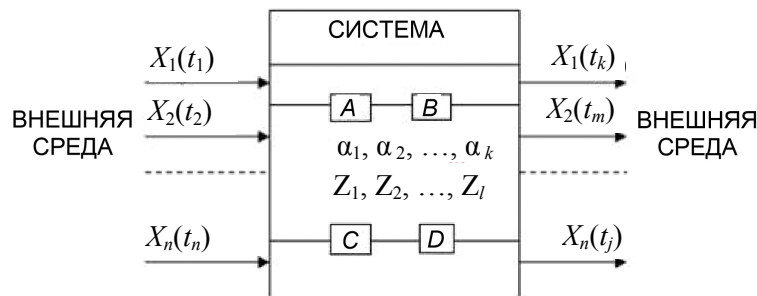 СИСТЕМА
X₁(t₁)
X₁(tₖ)
X₂(t₂)
A
B
X₂(tₘ)
ВНЕШНЯЯ
СРЕДА
ВНЕШНЯЯ
СРЕДА
α₁, α₂, …, αₖ
Z₁, Z₂, …, Zₗ
Xₙ(tₙ)
C
D
Xₙ(tⱼ)